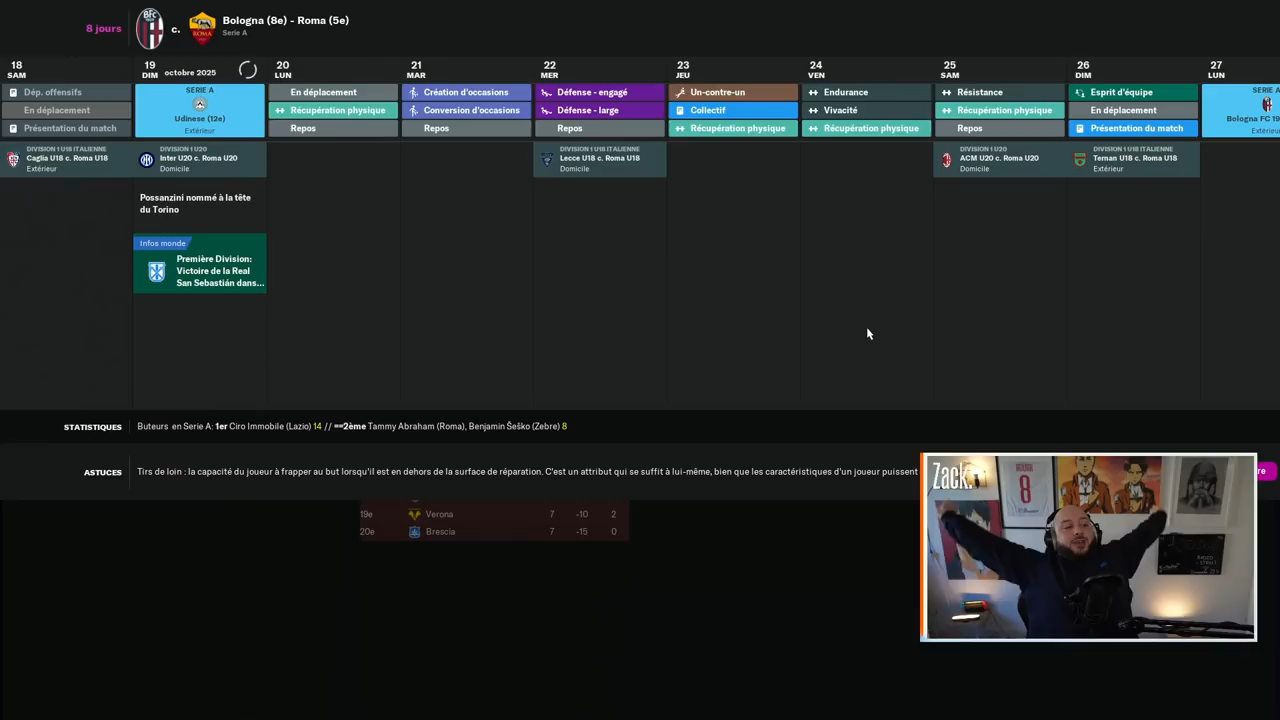 8 jours
c.
Bologna (8e) - Roma (5e)
Serie A
18
SAM
19
DIM octobre 2025
20
LUN
21
MAR
22
MER
23
JEU
24
VEN
25
SAM
26
DIM
27
LUN
Dép. offensifs
En déplacement
Présentation du match
SERIE A
Udinese (12e)
Extérieur
En déplacement
Récupération physique
Repos
Création d'occasions
Conversion d'occasions
Repos
Défense - engagé
Défense - large
Repos
Un-contre-un
Collectif
Récupération physique
Endurance
Vivacité
Récupération physique
Résistance
Récupération physique
Repos
Esprit d'équipe
En déplacement
Présentation du match
SERIE A
Bologna FC 19
Extérieur
DIVISION 1 U18 ITALIENNE
Caglia U18 c. Roma U18
Extérieur
DIVISION 1 U20
Inter U20 c. Roma U20
Domicile
DIVISION 1 U18 ITALIENNE
Lecce U18 c. Roma U18
Domicile
DIVISION 1 U20
ACM U20 c. Roma U20
Domicile
DIVISION 1 U18 ITALIENNE
Ternan U18 c. Roma U18
Extérieur
Possanzini nommé à la tête
du Torino
Infos monde
Première Division:
Victoire de la Real
San Sebastián dans...
STATISTIQUES
Buteurs en Serie A: 1er Ciro Immobile (Lazio) 14 // ==2ème Tammy Abraham (Roma), Benjamin Šeško (Zebre) 8
ASTUCES
Tirs de loin : la capacité du joueur à frapper au but lorsqu'il est en dehors de la surface de réparation. C'est un attribut qui se suffit à lui-même, bien que les caractéristiques d'un joueur puissent
re
19e Verona 7 -10 2
20e Brescia 7 -15 0
Zack.
8